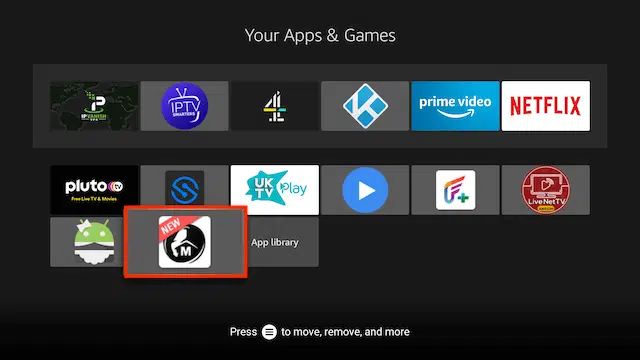 Your Apps & Games
IP
IPVANISH
VPN
IPTV
SMARTERS
4
K
prime video
NETFLIX
pluto tv
Free Live TV & Movies
S
UK
TV Play
F+
Live NetTV
NEW
M
App library
Press to move, remove, and more